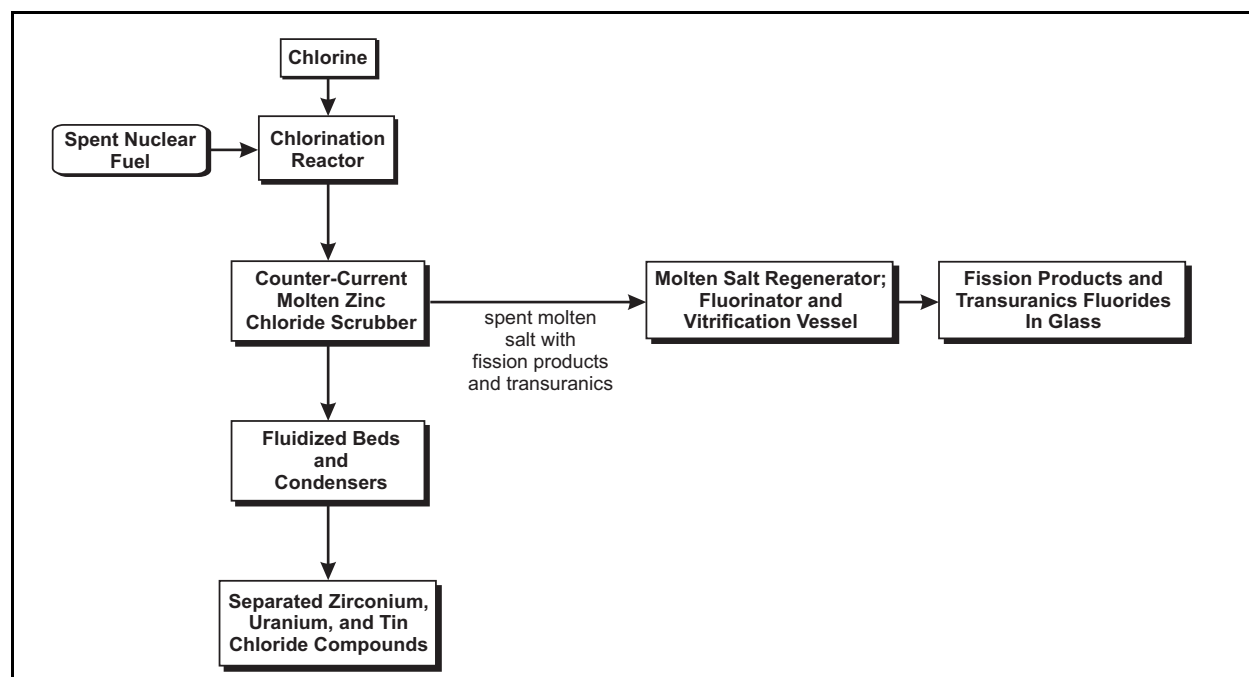 Chlorine
Spent Nuclear
Fuel
Chlorination
Reactor
Counter-Current
Molten Zinc
Chloride Scrubber
spent molten
salt with
fission products
and transuranics
Molten Salt Regenerator;
Fluorinator and
Vitrification Vessel
Fission Products and
Transuranics Fluorides
In Glass
Fluidized Beds
and
Condensers
Separated Zirconium,
Uranium, and Tin
Chloride Compounds